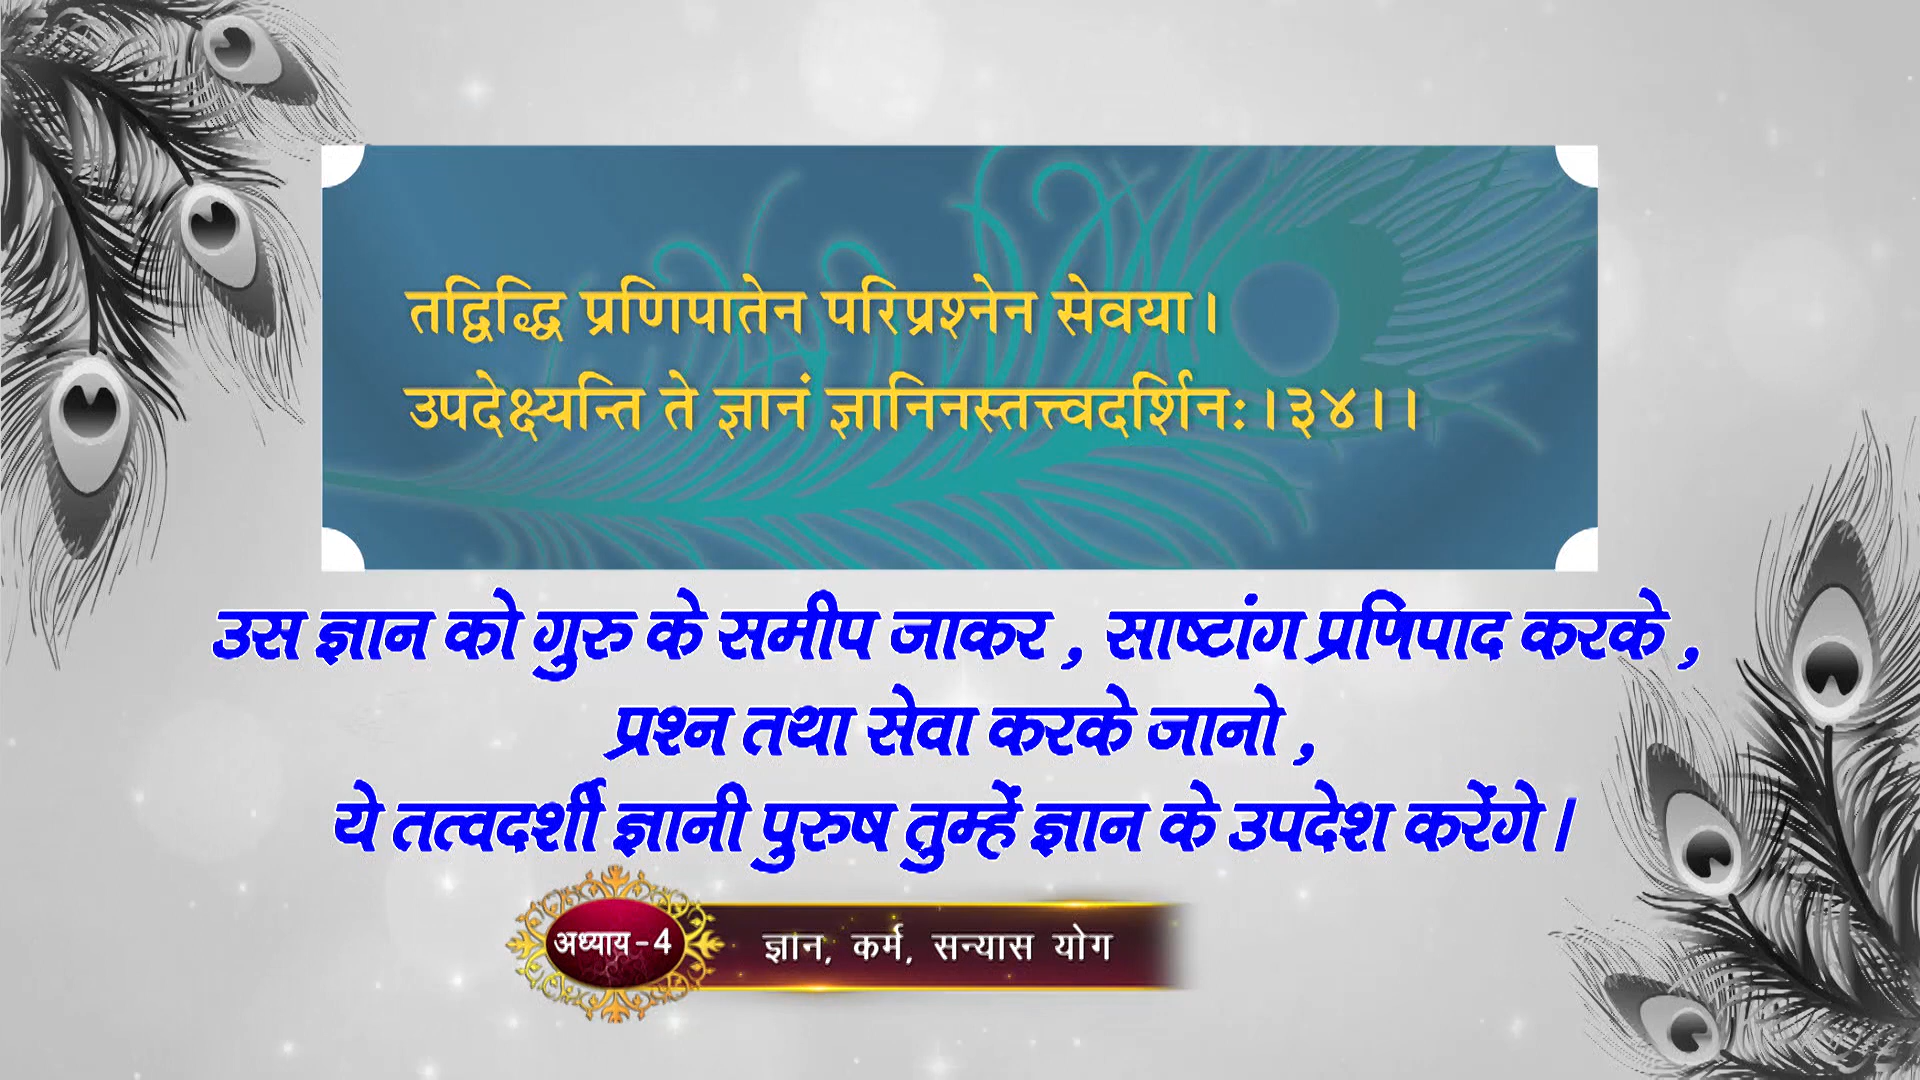 तद्विद्धि प्रणिपातेन परिप्रश्नेन सेवया।
उपदेक्ष्यन्ति ते ज्ञानं ज्ञानिनस्तत्त्वदर्शिनः।३४।।
उस ज्ञान को गुरु के समीप जाकर , साष्टांग प्रणिपाद करके ,
प्रश्न तथा सेवा करके जानो ,
ये तत्वदर्शी ज्ञानी पुरुष तुम्हें ज्ञान के उपदेश करेंगे।
अध्याय-4 ज्ञान, कर्म, सन्यास योग